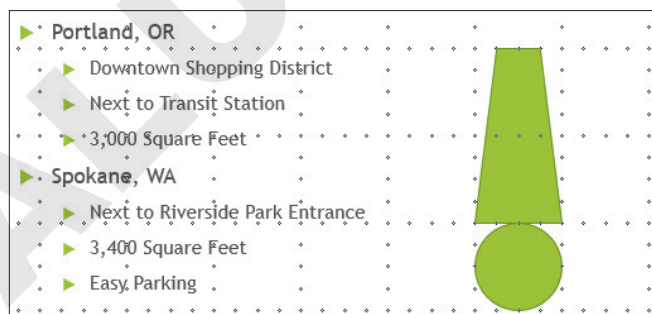 Portland, OR
Downtown Shopping District
Next to Transit Station
3,000 Square Feet
Spokane, WA
Next to Riverside Park Entrance
3,400 Square Feet
Easy Parking